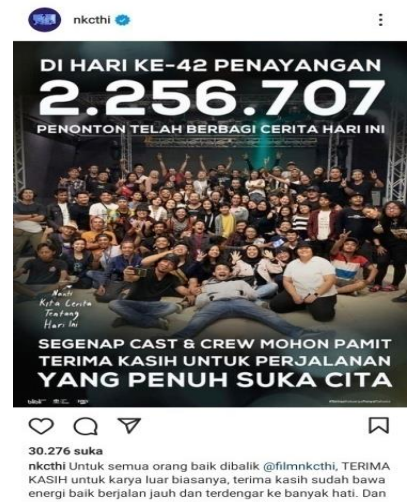 nkcthi
DI HARI KE-42 PENAYANGAN
2.256.707
PENONTON TELAH BERBAGI CERITA HARI INI
Nanti
Kita Cerita
Tentang
Hari Ini
SEGENAP CAST & CREW MOHON PAMIT
TERIMA KASIH UNTUK PERJALANAN
YANG PENUH SUKA CITA
30.276 suka
nkcthi Untuk semua orang baik dibalik @filmnkcthi, TERIMA
KASIH untuk karya luar biasanya, terima kasih sudah bawa
energi baik berjalan jauh dan terdengar ke banyak hati. Dan